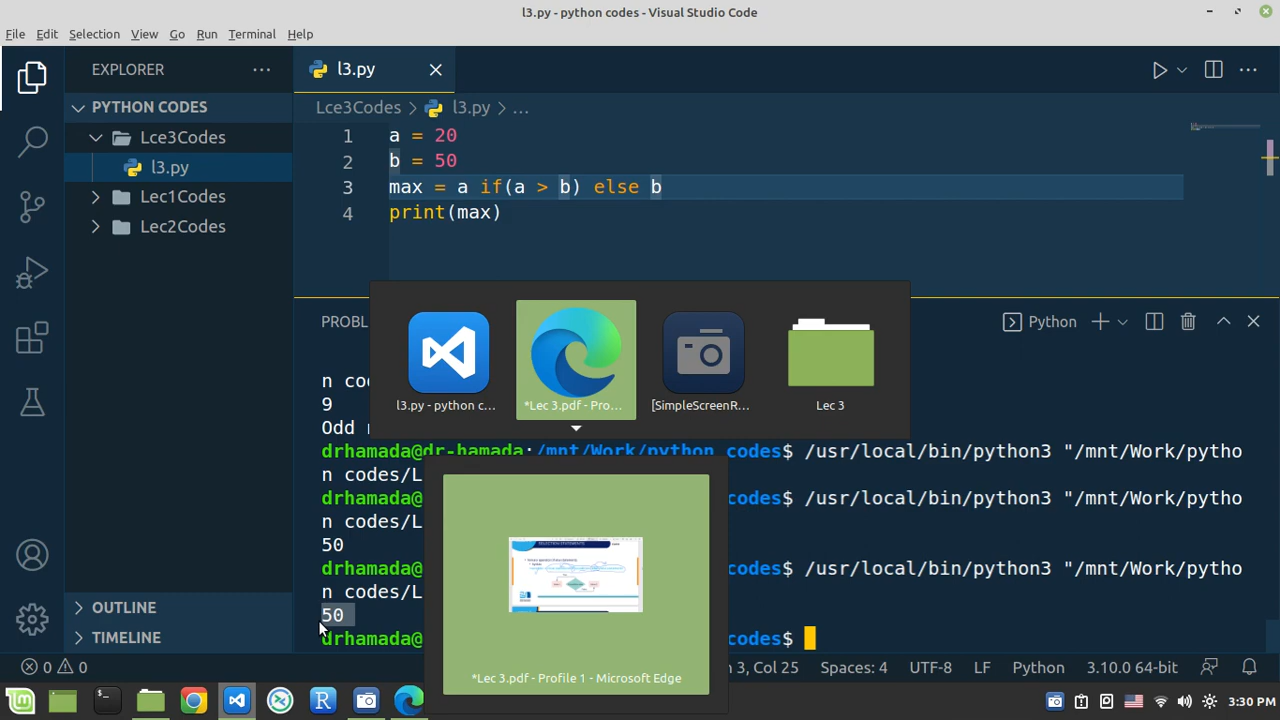 l3.py - python codes - Visual Studio Code
File Edit Selection View Go Run Terminal Help
EXPLORER
l3.py
PYTHON CODES
Lce3Codes
l3.py
Lec1Codes
Lec2Codes
OUTLINE
TIMELINE
Lce3Codes > l3.py > ...
1 a = 20
2 b = 50
3 max = a if(a > b) else b
4 print(max)
PROBL
Python
l3.py - python c...
*Lec 3.pdf - Pro...
[SimpleScreenR...
Lec 3
n co
9
Odd
drhamada@dr-hamada:/mnt/Work/python codes$ /usr/local/bin/python3 "/mnt/Work/pytho
n codes/L
drhamada@ codes$ /usr/local/bin/python3 "/mnt/Work/pytho
n codes/L
50
drhamada@ codes$ /usr/local/bin/python3 "/mnt/Work/pytho
n codes/L
50
drhamada@ codes$
SELECTION STATEMENTS
*Lec 3.pdf - Profile 1 - Microsoft Edge
0 0
n 3, Col 25 Spaces: 4 UTF-8 LF Python 3.10.0 64-bit
3:30 PM